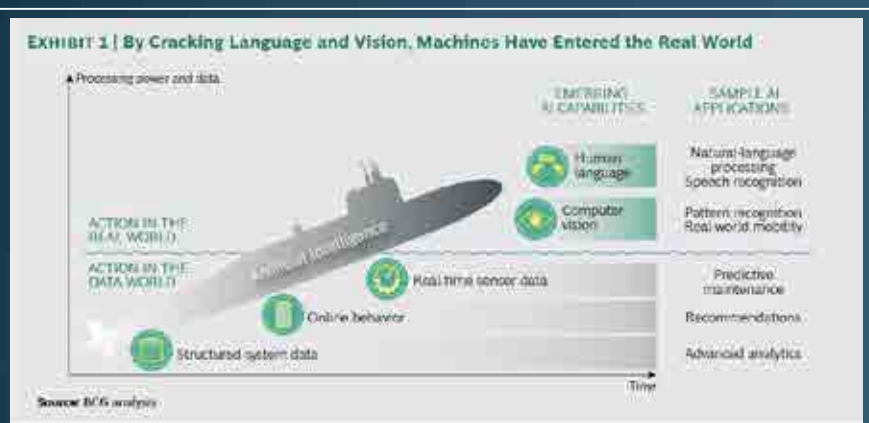 EXHIBIT 1 | By Cracking Language and Vision, Machines Have Entered the Real World
Processing power and data
EMERGING
AI CAPABILITIES
SAMPLE AI
APPLICATIONS
Human
language
Natural-language
processing
Speech recognition
Computer
vision
Pattern recognition
Real world mobility
ACTION IN THE
REAL WORLD
Artificial Intelligence
ACTION IN THE
DATA WORLD
Real time sensor data
Predictive
maintenance
Online behavior
Recommendations
Structured system data
Advanced analytics
Time
Source: BCG analysis